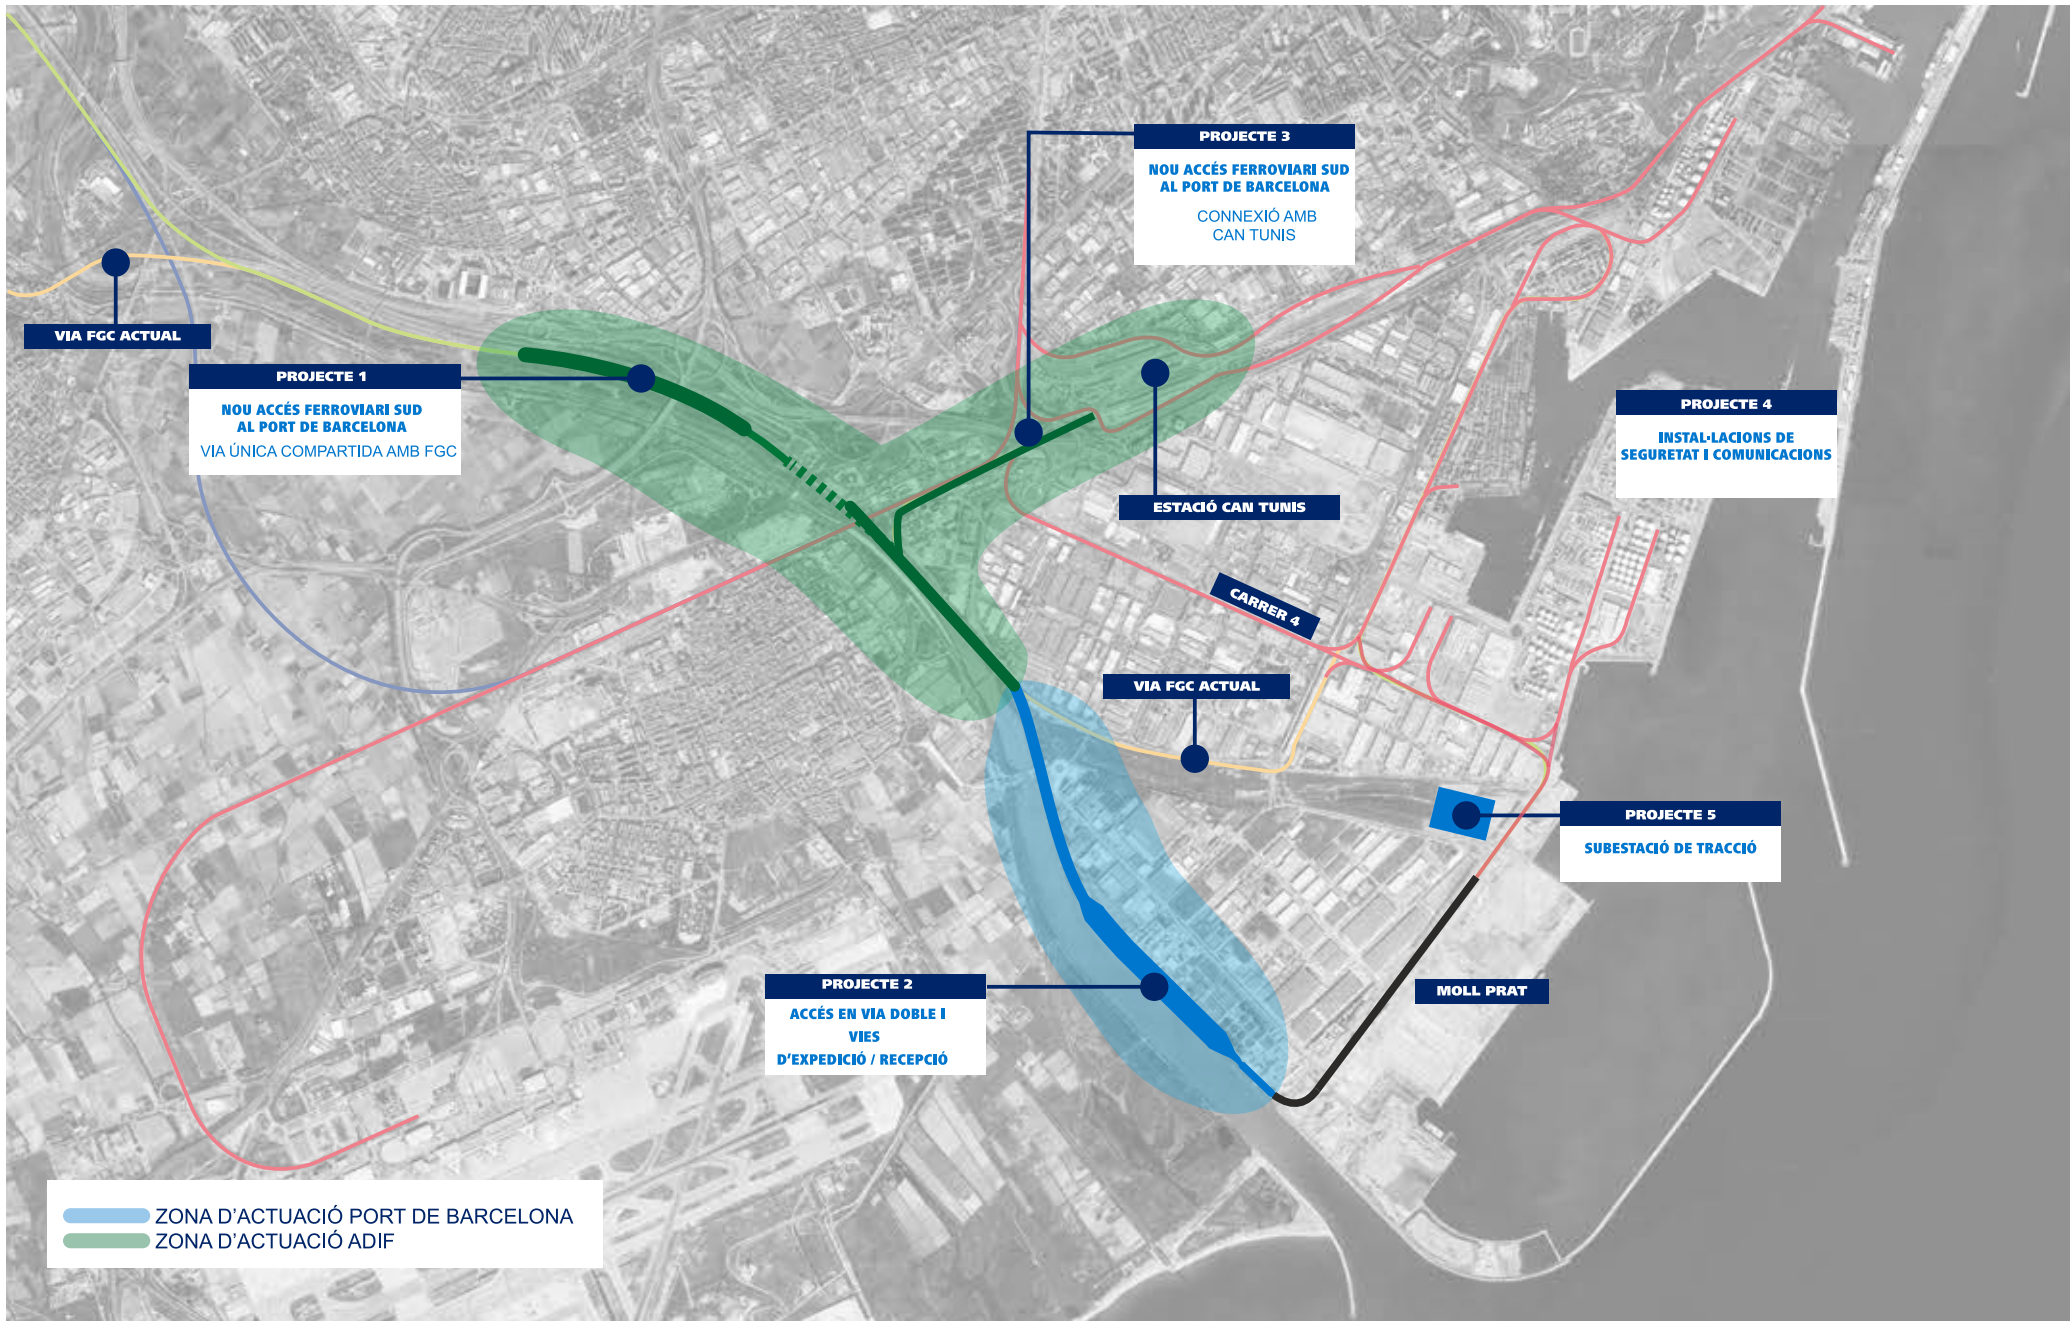 PROJECTE 3
NOU ACCÉS FERROVIARI SUD
AL PORT DE BARCELONA
CONNEXIÓ AMB
CAN TUNIS
VIA FGC ACTUAL
PROJECTE 1
NOU ACCÉS FERROVIARI SUD
AL PORT DE BARCELONA
VIA ÚNICA COMPARTIDA AMB FGC
PROJECTE 4
INSTAL·LACIONS DE
SEGURETAT I COMUNICACIONS
ESTACIÓ CAN TUNIS
CARRER 4
VIA FGC ACTUAL
PROJECTE 5
SUBESTACIÓ DE TRACCIÓ
PROJECTE 2
ACCÉS EN VIA DOBLE I
VIES
D'EXPEDICIÓ / RECEPCIÓ
MOLL PRAT
ZONA D'ACTUACIÓ PORT DE BARCELONA
ZONA D'ACTUACIÓ ADIF